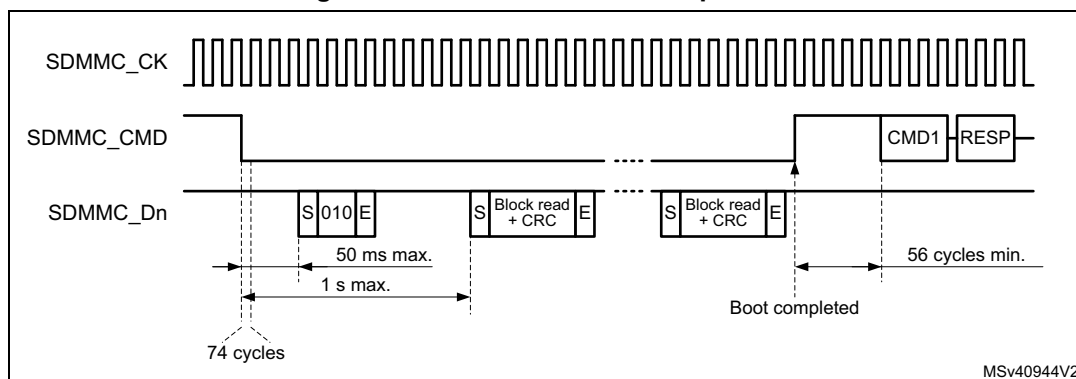 SDMMC_CK
SDMMC_CMD
CMD1 RESP
SDMMC_Dn
S 010 E
S Block read + CRC E
S Block read + CRC E
50 ms max.
56 cycles min.
1 s max.
Boot completed
74 cycles
MSv40944V2